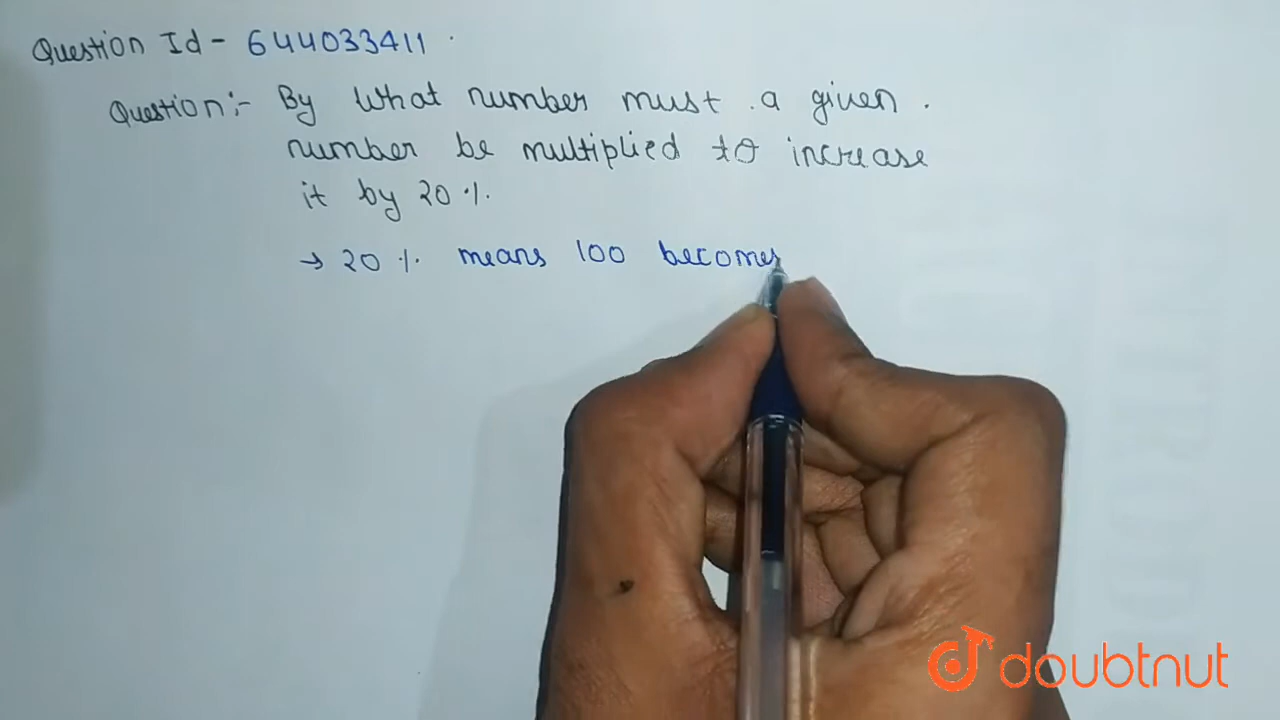 Question Id - 644033411
Question:- By What number must a given
number be multiplied to increase
it by 20%.
→ 20% means 100 becomes
doubtnut